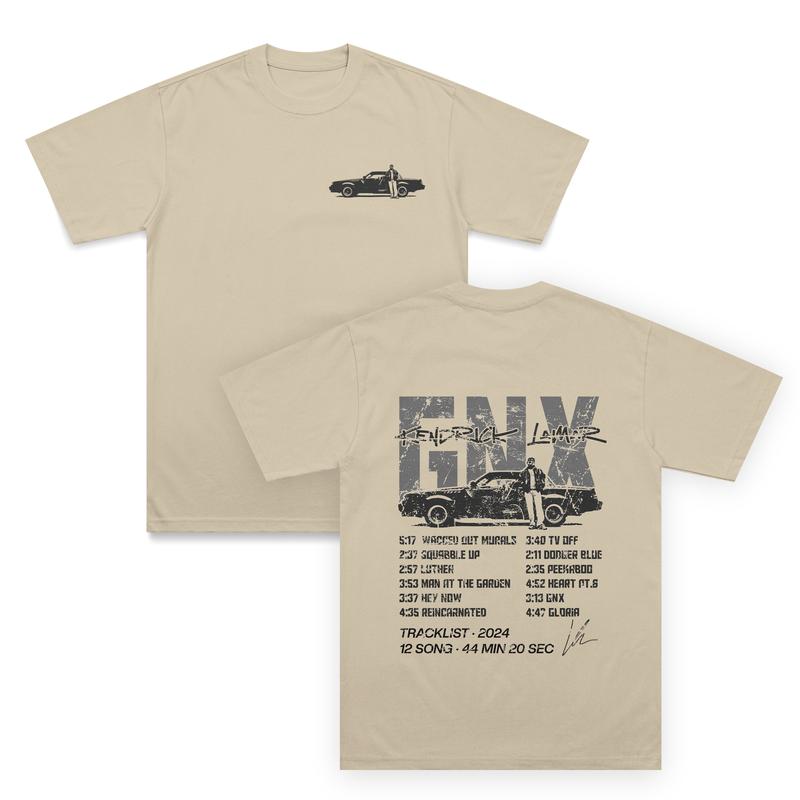 GNX
KENDRICK LAMAR
5:17 WACCED OUT MURALS 3:40 TV OFF
2:37 SQUABBLE UP 2:11 DODGER BLUE
2:57 LUTHER 2:35 PEEKABOO
3:53 MAN AT THE GARDEN 4:52 HEART PT.6
3:37 HEY NOW 3:13 GNX
4:35 REINCARNATED 4:47 GLORIA
TRACKLIST · 2024
12 SONG · 44 MIN 20 SEC